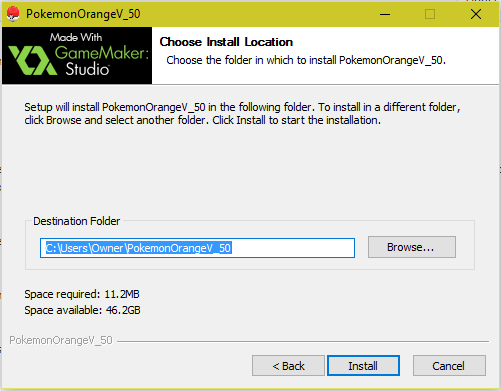 PokemonOrangeV_50
Made With
GameMaker:
Studio
Choose Install Location
Choose the folder in which to install PokemonOrangeV_50.
Setup will install PokemonOrangeV_50 in the following folder. To install in a different folder,
click Browse and select another folder. Click Install to start the installation.
Destination Folder
C:\Users\Owner\PokemonOrangeV_50
Browse...
Space required: 11.2MB
Space available: 46.2GB
PokemonOrangeV_50
< Back
Install
Cancel